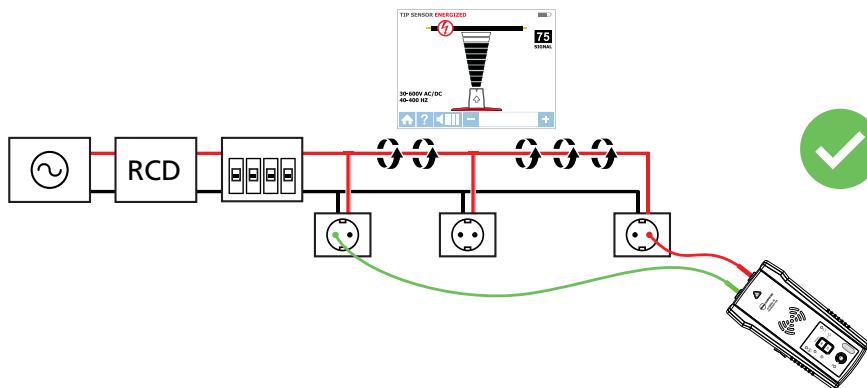 TIP SENSOR ENERGIZED
75
SIGNAL
30-600V AC/DC
40-400 HZ
?
RCD